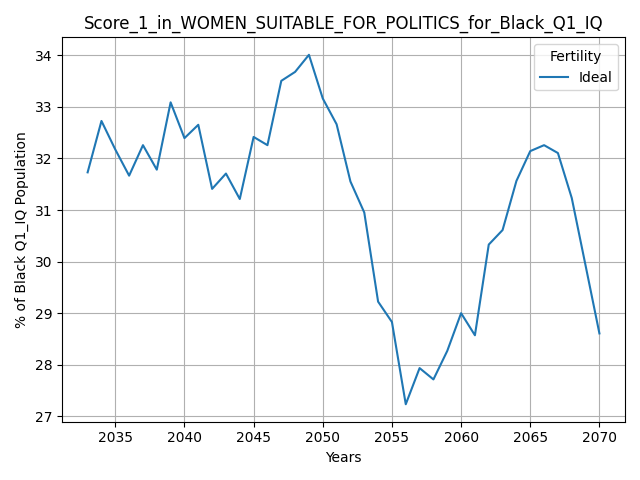 Score_1_in_WOMEN_SUITABLE_FOR_POLITICS_for_Black_Q1_IQ
Fertility
Ideal
34
33
32
31
30
29
28
27
% of Black Q1_IQ Population
2035 2040 2045 2050 2055 2060 2065 2070
Years